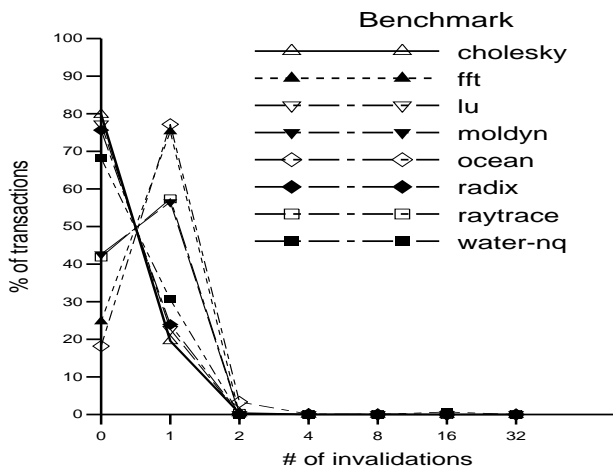 Benchmark
cholesky
fft
lu
moldyn
ocean
radix
raytrace
water-nq
% of transactions
100
90
80
70
60
50
40
30
20
10
0
0 1 2 4 8 16 32
# of invalidations